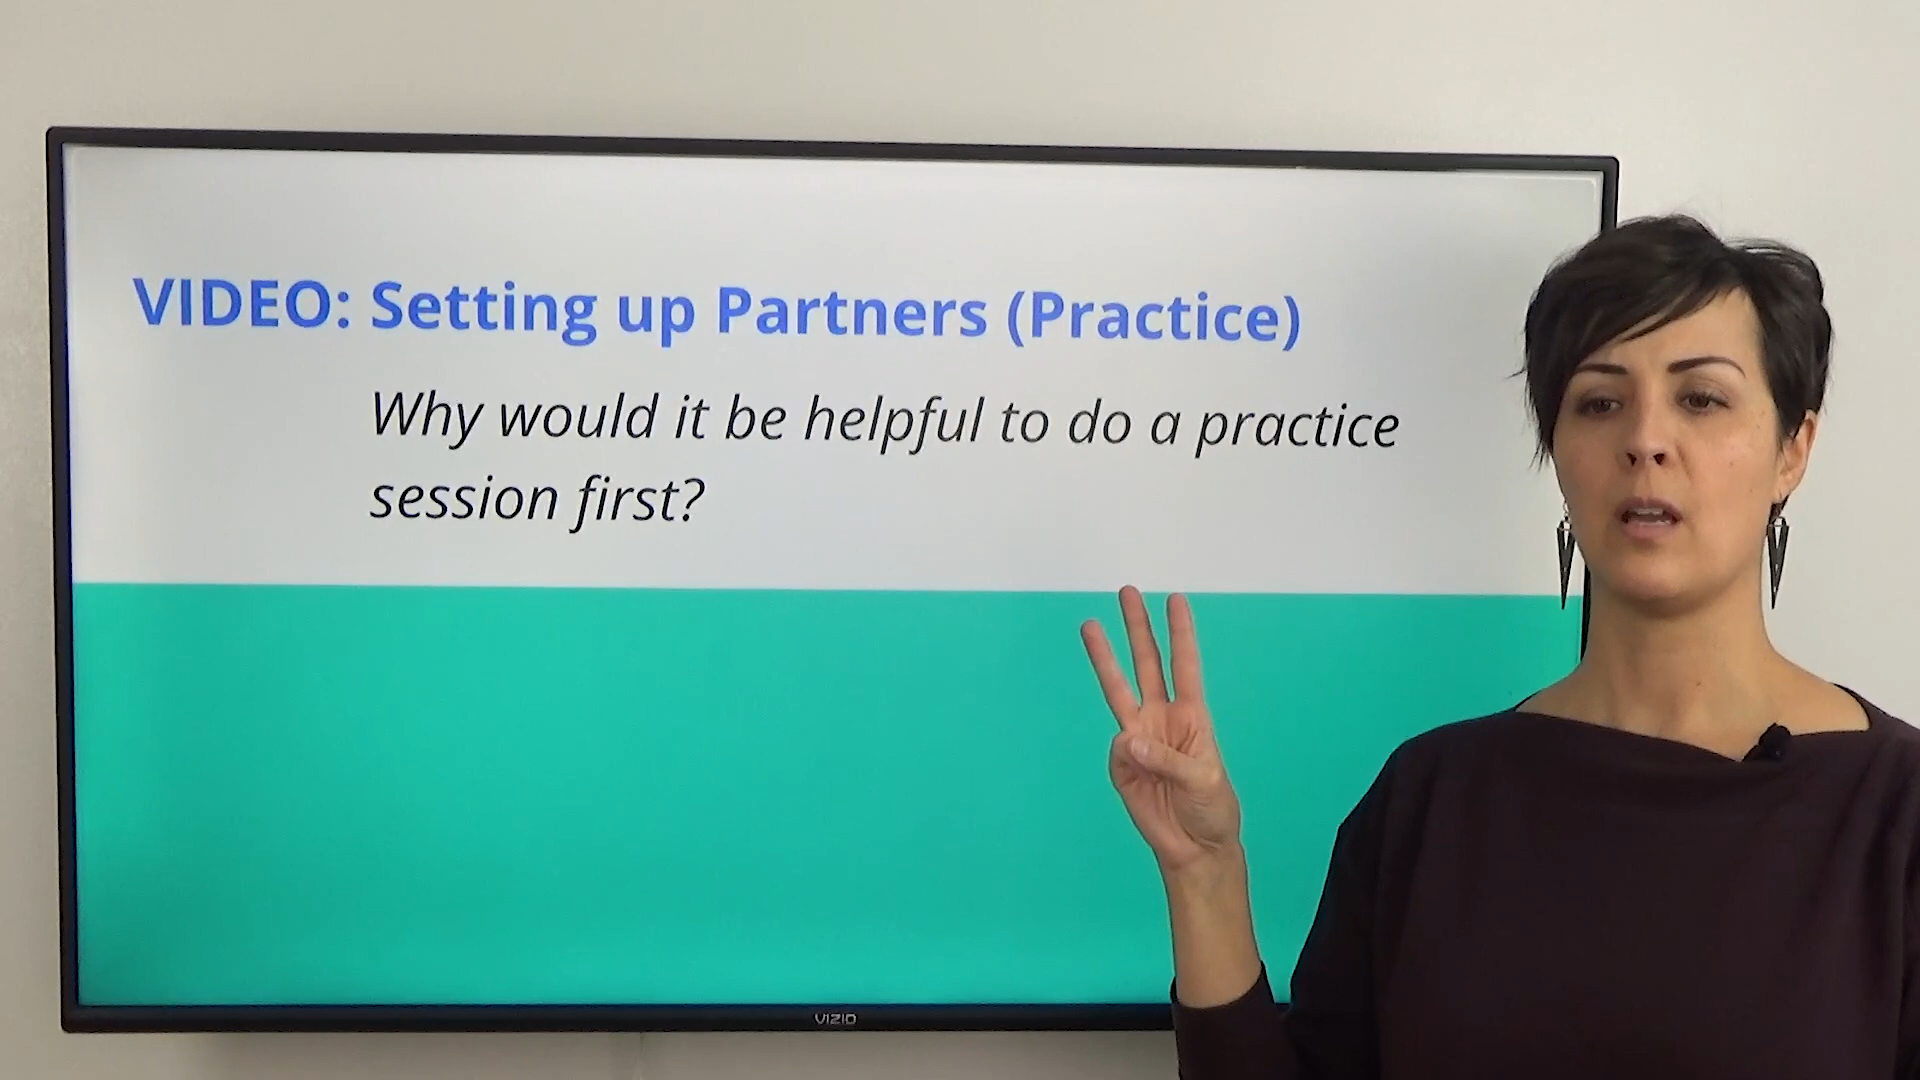 VIDEO: Setting up Partners (Practice)
Why would it be helpful to do a practice
session first?
VIZIO